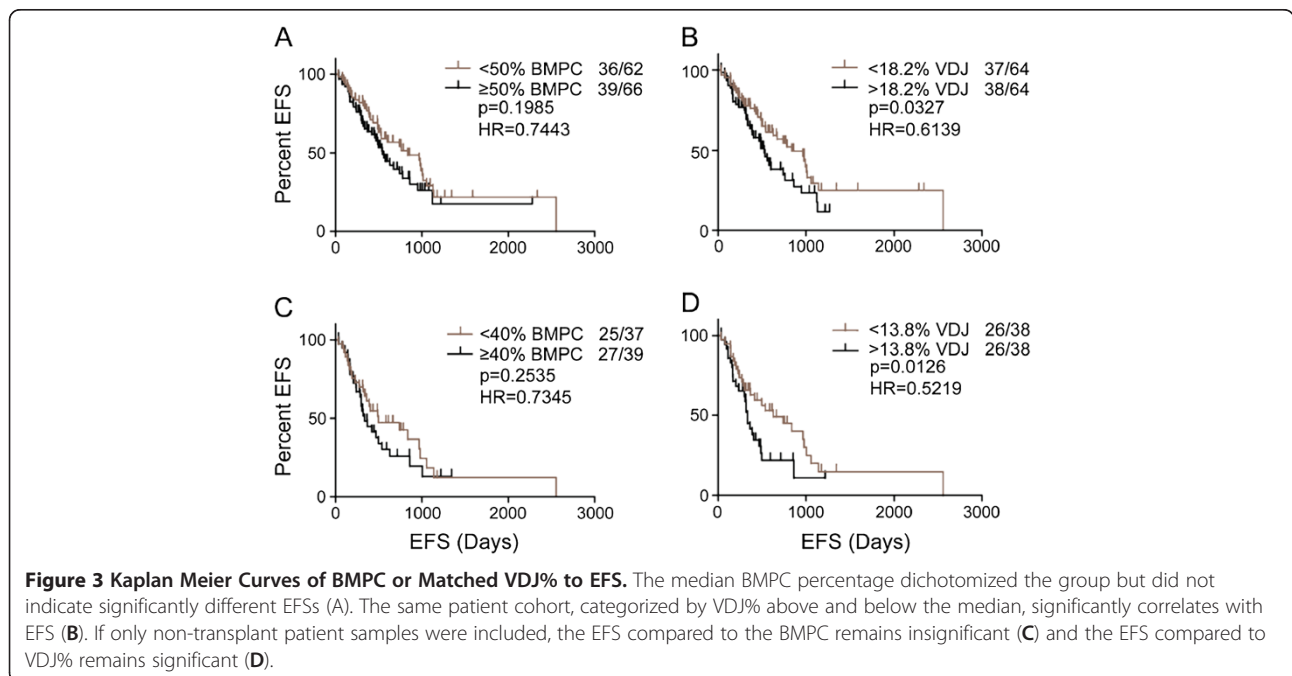 A
<50% BMPC 36/62
≥50% BMPC 39/66
p=0.1985
HR=0.7443
Percent EFS
100
50
0
0 1000 2000 3000
B
<18.2% VDJ 37/64
>18.2% VDJ 38/64
p=0.0327
HR=0.6139
100
50
0
0 1000 2000 3000
C
<40% BMPC 25/37
≥40% BMPC 27/39
p=0.2535
HR=0.7345
Percent EFS
100
50
0
0 1000 2000 3000
EFS (Days)
D
<13.8% VDJ 26/38
>13.8% VDJ 26/38
p=0.0126
HR=0.5219
100
50
0
0 1000 2000 3000
EFS (Days)
Figure 3 Kaplan Meier Curves of BMPC or Matched VDJ% to EFS. The median BMPC percentage dichotomized the group but did not
indicate significantly different EFSs (A). The same patient cohort, categorized by VDJ% above and below the median, significantly correlates with
EFS (B). If only non-transplant patient samples were included, the EFS compared to the BMPC remains insignificant (C) and the EFS compared to
VDJ% remains significant (D).